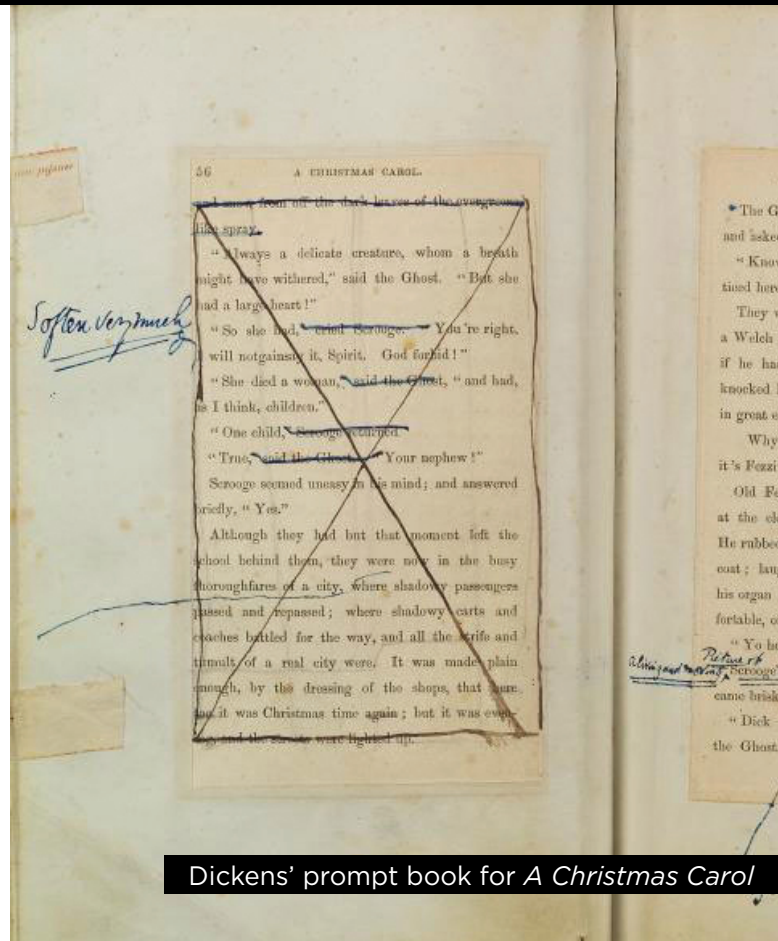 56 A CHRISTMAS CAROL.
and snow from off the dark leaves of the evergreens
like spray.
"Always a delicate creature, whom a breath
might have withered," said the Ghost. "But she
had a large heart!"
"So she had," cried Scrooge. "You're right.
I will notgainsay it, Spirit. God forbid!"
"She died a woman," said the Ghost, "and had,
as I think, children."
"One child," Scrooge returned.
"True," said the Ghost. "Your nephew!"
Scrooge seemed uneasy in his mind; and answered
briefly, "Yes."
Although they had but that moment left the
school behind them, they were now in the busy
thoroughfares of a city, where shadowy passengers
passed and repassed; where shadowy carts and
coaches battled for the way, and all the strife and
tumult of a real city were. It was made plain
enough, by the dressing of the shops, that here
too it was Christmas time again; but it was even-
ing, and the streets were lighted up.
Soften very much
The G
and asked
"Know
ticed here
They w
a Welch
if he had
knocked
in great e
Why
it's Fezzi
Old Fe
at the cl
He rubbed
coat; lau
his organ
fortable, o
"Yo ho
Picture of
Scrooge'
came brisk
"Dick
the Ghost
Dickens' prompt book for A Christmas Carol